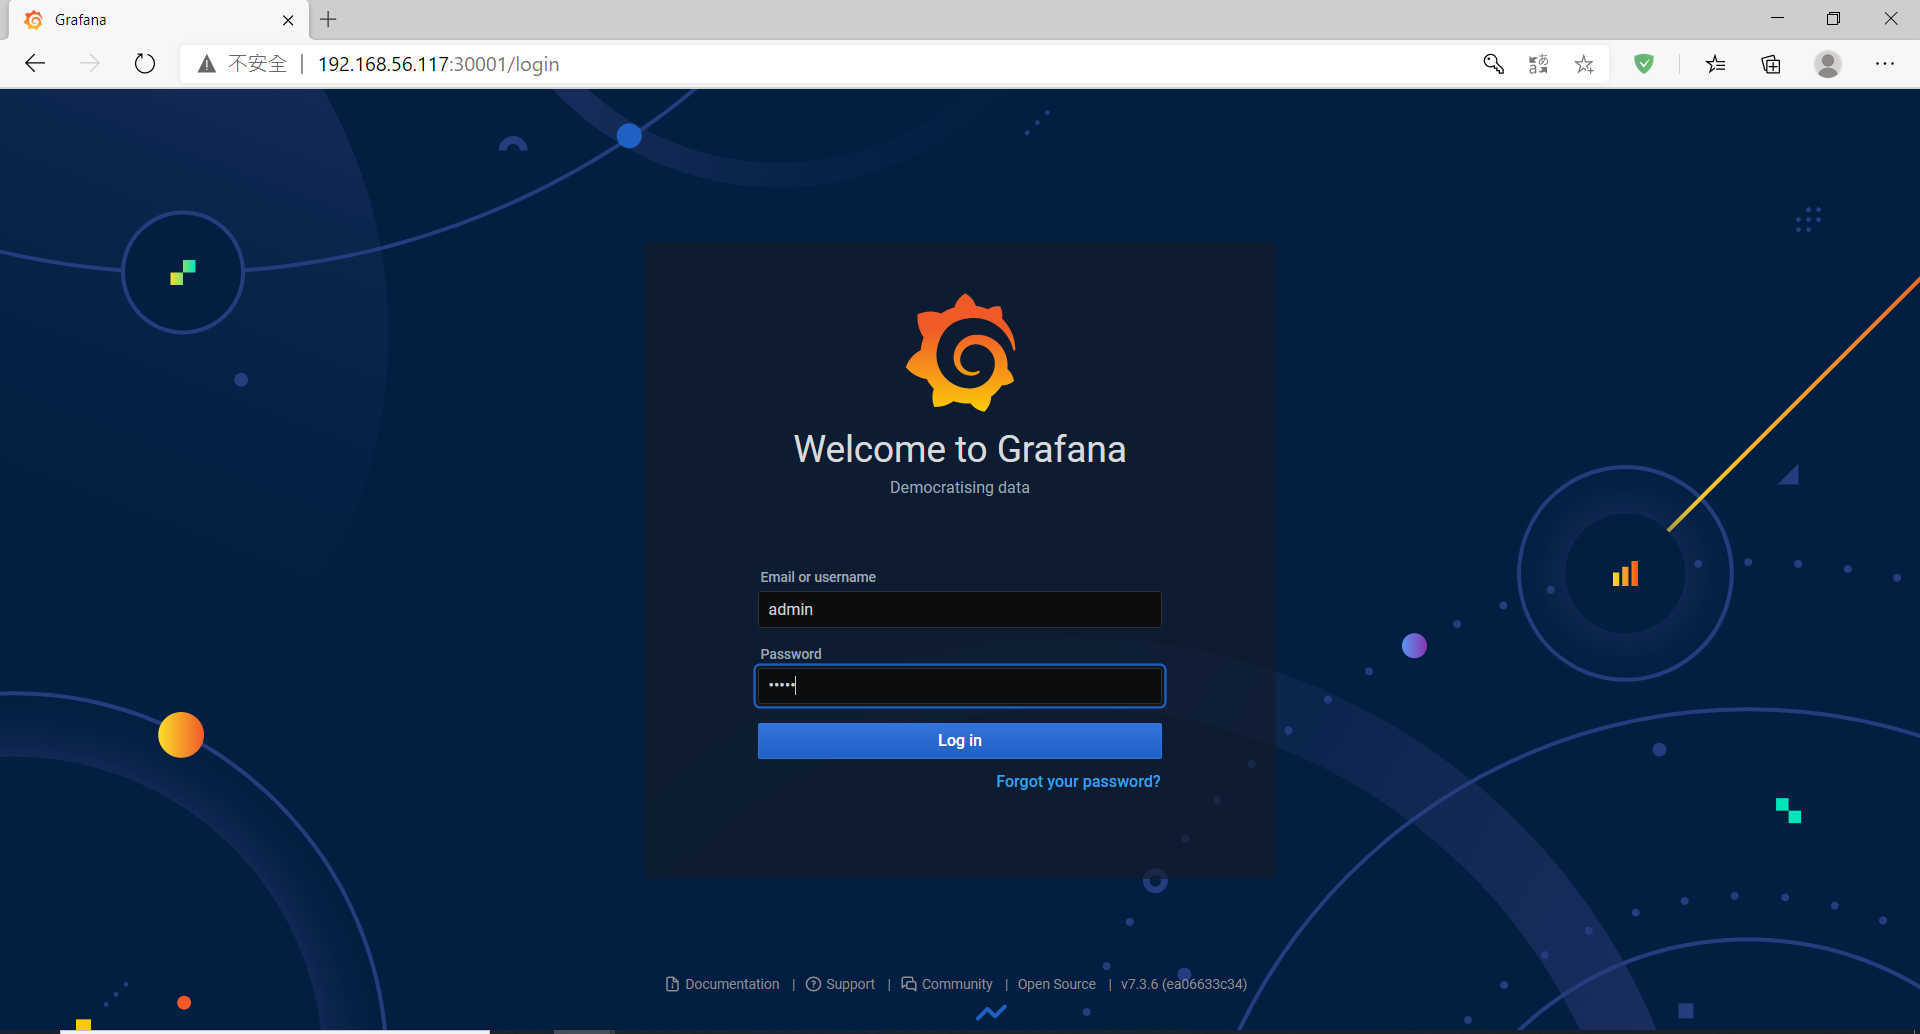 Grafana
不安全 | 192.168.56.117:30001/login
Welcome to Grafana
Democratising data
Email or username
admin
Password
•••••
Log in
Forgot your password?
Documentation | Support | Community | Open Source | v7.3.6 (ea06633c34)